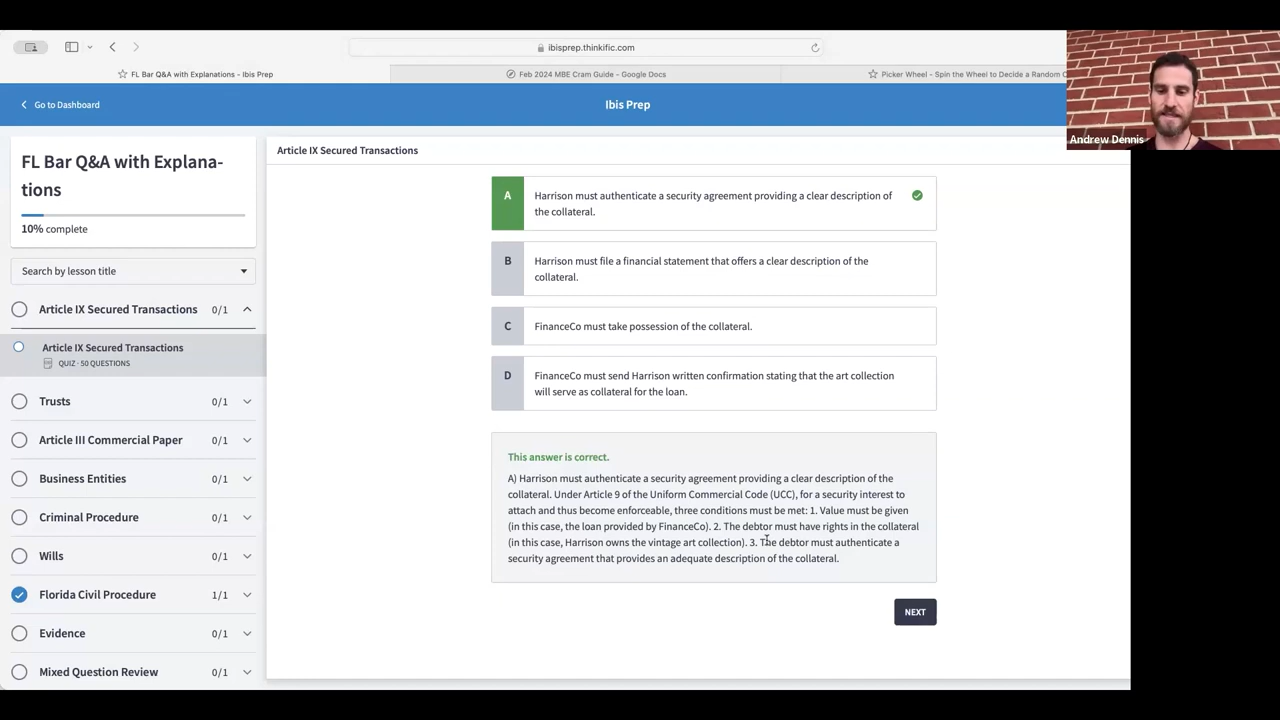 ibisprep.thinkific.com
FL Bar Q&A with Explanations - Ibis Prep
Feb 2024 MBE Cram Guide - Google Docs
Picker Wheel - Spin the Wheel to Decide a Random
Andrew Dennis
Go to Dashboard
Ibis Prep
FL Bar Q&A with Explana-
tions
10% complete
Search by lesson title
Article IX Secured Transactions 0/1
Article IX Secured Transactions
QUIZ · 50 QUESTIONS
Trusts 0/1
Article III Commercial Paper 0/1
Business Entities 0/1
Criminal Procedure 0/1
Wills 0/1
Florida Civil Procedure 1/1
Evidence 0/1
Mixed Question Review 0/1
Article IX Secured Transactions
A Harrison must authenticate a security agreement providing a clear description of
the collateral.
B Harrison must file a financial statement that offers a clear description of the
collateral.
C FinanceCo must take possession of the collateral.
D FinanceCo must send Harrison written confirmation stating that the art collection
will serve as collateral for the loan.
This answer is correct.
A) Harrison must authenticate a security agreement providing a clear description of the
collateral. Under Article 9 of the Uniform Commercial Code (UCC), for a security interest to
attach and thus become enforceable, three conditions must be met: 1. Value must be given
(in this case, the loan provided by FinanceCo). 2. The debtor must have rights in the collateral
(in this case, Harrison owns the vintage art collection). 3. The debtor must authenticate a
security agreement that provides an adequate description of the collateral.
NEXT